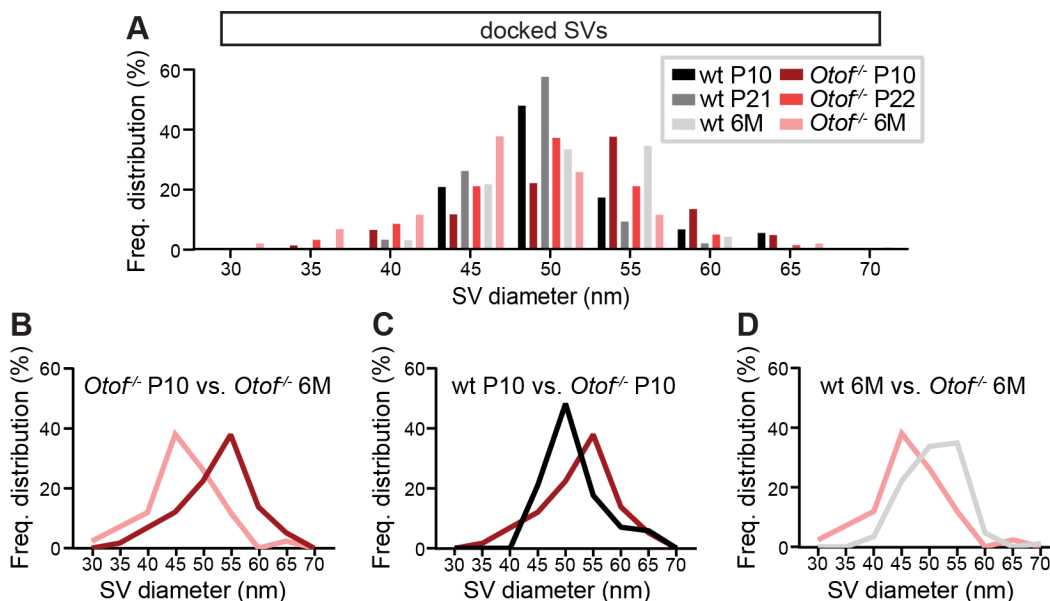 A
docked SVs
Freq. distribution (%)
60
40
20
0
wt P10 Otof-/- P10
wt P21 Otof-/- P22
wt 6M Otof-/- 6M
30 35 40 45 50 55 60 65 70
SV diameter (nm)
B
Otof-/- P10 vs. Otof-/- 6M
Freq. distribution (%)
60
40
20
0
30 35 40 45 50 55 60 65 70
SV diameter (nm)
C
wt P10 vs. Otof-/- P10
Freq. distribution (%)
60
40
20
0
30 35 40 45 50 55 60 65 70
SV diameter (nm)
D
wt 6M vs. Otof-/- 6M
Freq. distribution (%)
60
40
20
0
30 35 40 45 50 55 60 65 70
SV diameter (nm)